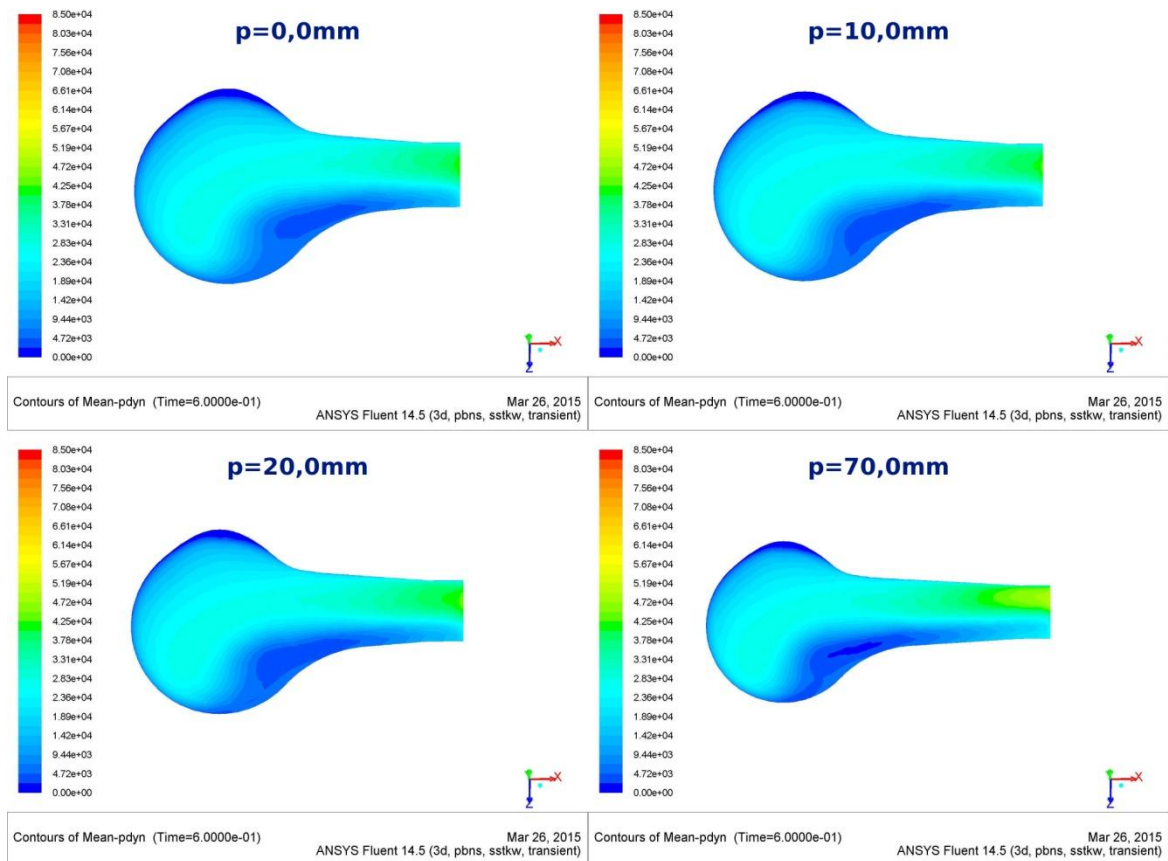 p=0,0mm
8.50e+04
8.03e+04
7.56e+04
7.08e+04
6.61e+04
6.14e+04
5.67e+04
5.19e+04
4.72e+04
4.25e+04
3.78e+04
3.31e+04
2.83e+04
2.36e+04
1.89e+04
1.42e+04
9.44e+03
4.72e+03
0.00e+00
X
Z
Contours of Mean-pdyn (Time=6.0000e-01)
Mar 26, 2015
ANSYS Fluent 14.5 (3d, pbns, sstkw, transient)
p=10,0mm
8.50e+04
8.03e+04
7.56e+04
7.08e+04
6.61e+04
6.14e+04
5.67e+04
5.19e+04
4.72e+04
4.25e+04
3.78e+04
3.31e+04
2.83e+04
2.36e+04
1.89e+04
1.42e+04
9.44e+03
4.72e+03
0.00e+00
X
Z
Contours of Mean-pdyn (Time=6.0000e-01)
Mar 26, 2015
ANSYS Fluent 14.5 (3d, pbns, sstkw, transient)
p=20,0mm
8.50e+04
8.03e+04
7.56e+04
7.08e+04
6.61e+04
6.14e+04
5.67e+04
5.19e+04
4.72e+04
4.25e+04
3.78e+04
3.31e+04
2.83e+04
2.36e+04
1.89e+04
1.42e+04
9.44e+03
4.72e+03
0.00e+00
X
Z
Contours of Mean-pdyn (Time=6.0000e-01)
Mar 26, 2015
ANSYS Fluent 14.5 (3d, pbns, sstkw, transient)
p=70,0mm
8.50e+04
8.03e+04
7.56e+04
7.08e+04
6.61e+04
6.14e+04
5.67e+04
5.19e+04
4.72e+04
4.25e+04
3.78e+04
3.31e+04
2.83e+04
2.36e+04
1.89e+04
1.42e+04
9.44e+03
4.72e+03
0.00e+00
X
Z
Contours of Mean-pdyn (Time=6.0000e-01)
Mar 26, 2015
ANSYS Fluent 14.5 (3d, pbns, sstkw, transient)